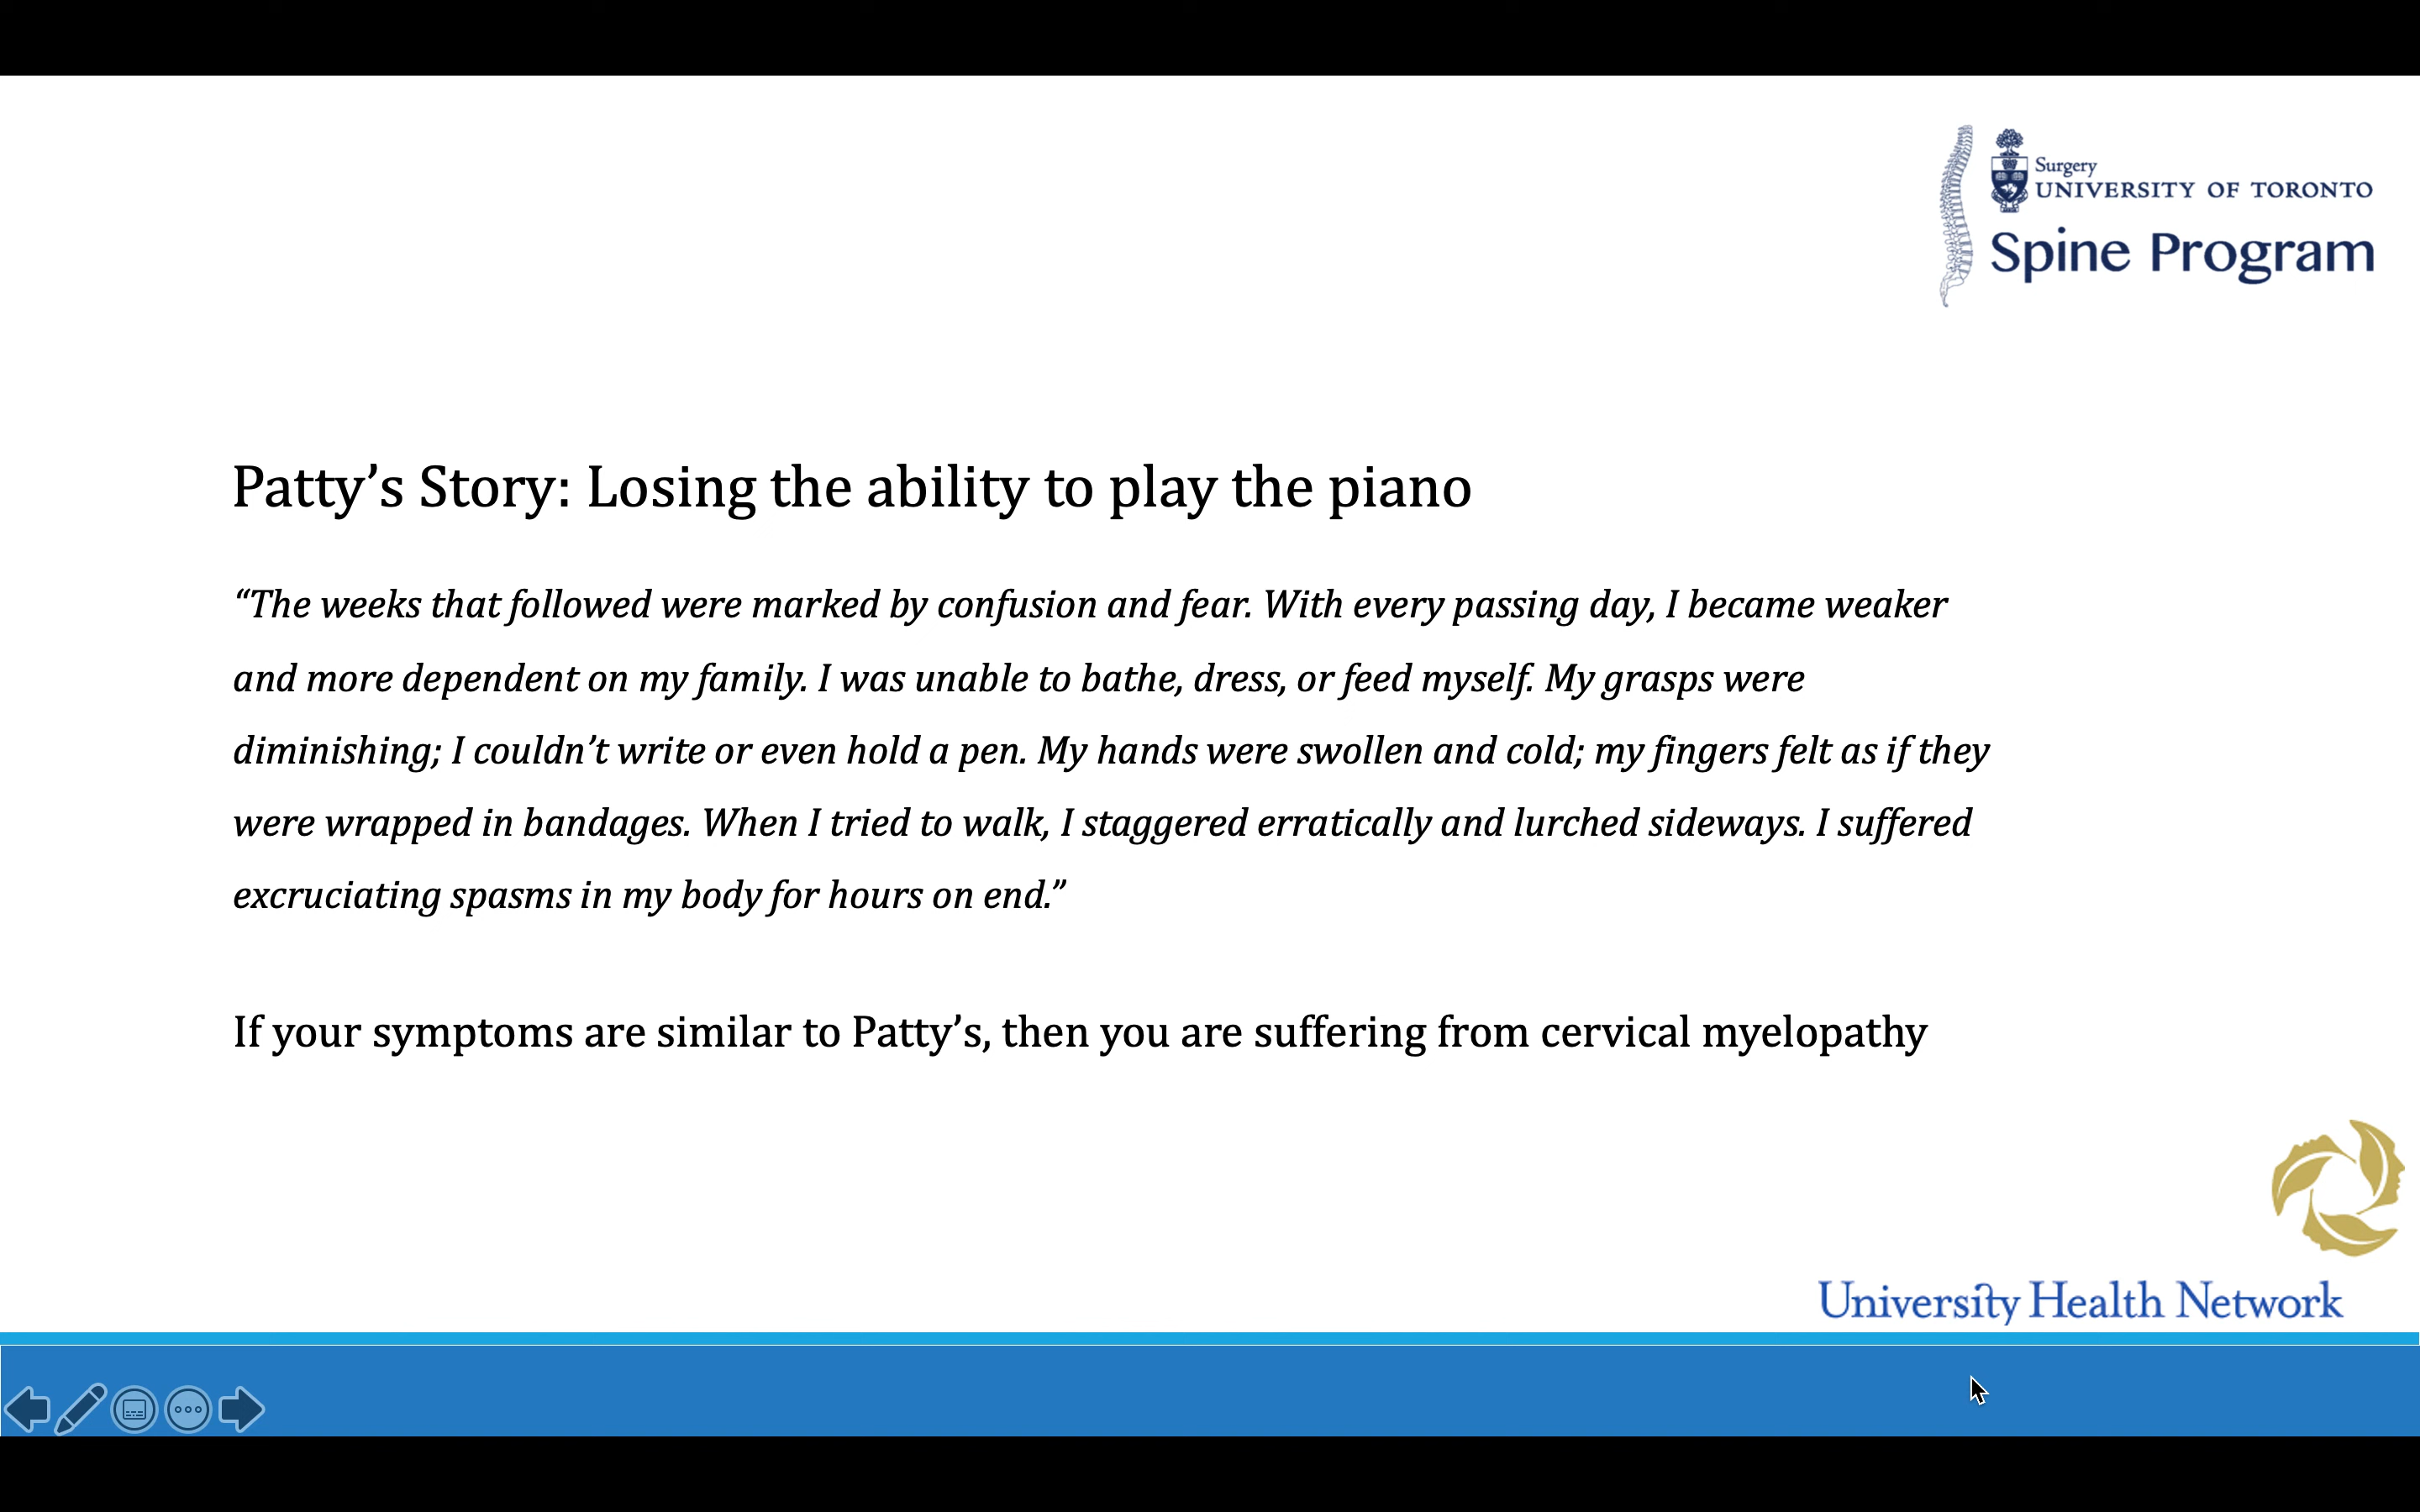 Surgery
UNIVERSITY OF TORONTO
Spine Program
Patty’s Story: Losing the ability to play the piano
“The weeks that followed were marked by confusion and fear. With every passing day, I became weaker
and more dependent on my family. I was unable to bathe, dress, or feed myself. My grasps were
diminishing; I couldn’t write or even hold a pen. My hands were swollen and cold; my fingers felt as if they
were wrapped in bandages. When I tried to walk, I staggered erratically and lurched sideways. I suffered
excruciating spasms in my body for hours on end.”
If your symptoms are similar to Patty’s, then you are suffering from cervical myelopathy
University Health Network